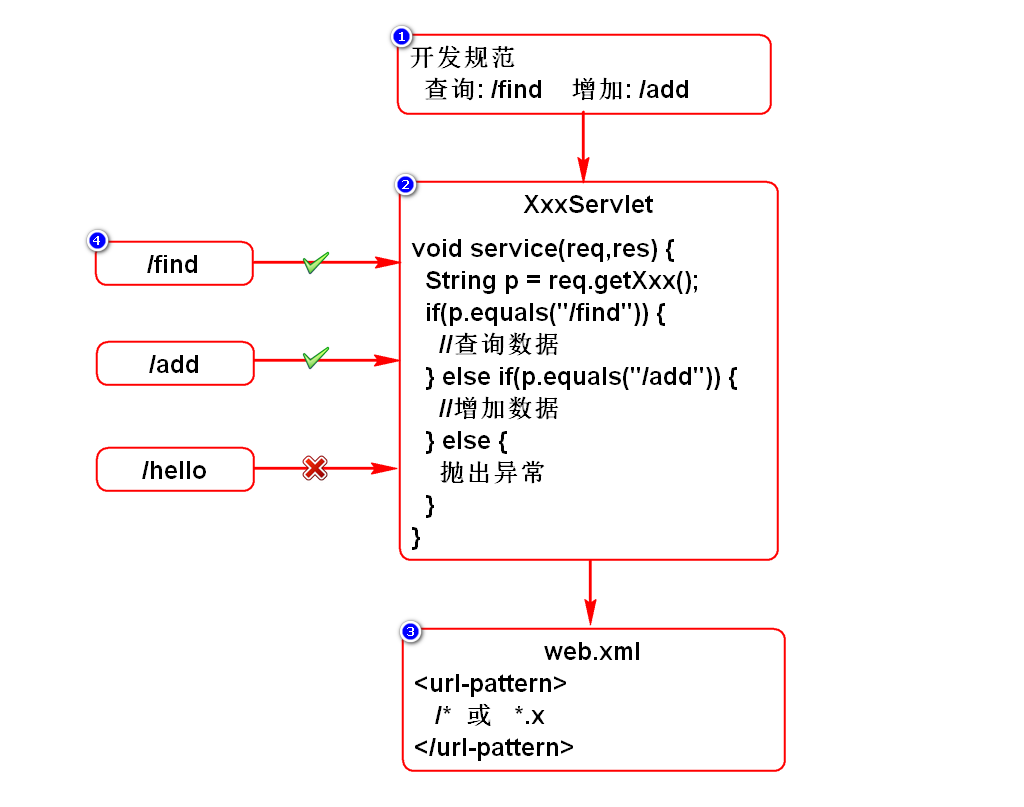 1
开发规范
查询: /find 增加: /add
2
XxxServlet
void service(req,res) {
String p = req.getXxx();
if(p.equals("/find")) {
//查询数据
} else if(p.equals("/add")) {
//增加数据
} else {
抛出异常
}
}
4
/find
/add
/hello
3
web.xml
<url-pattern>
/* 或 *.x
</url-pattern>